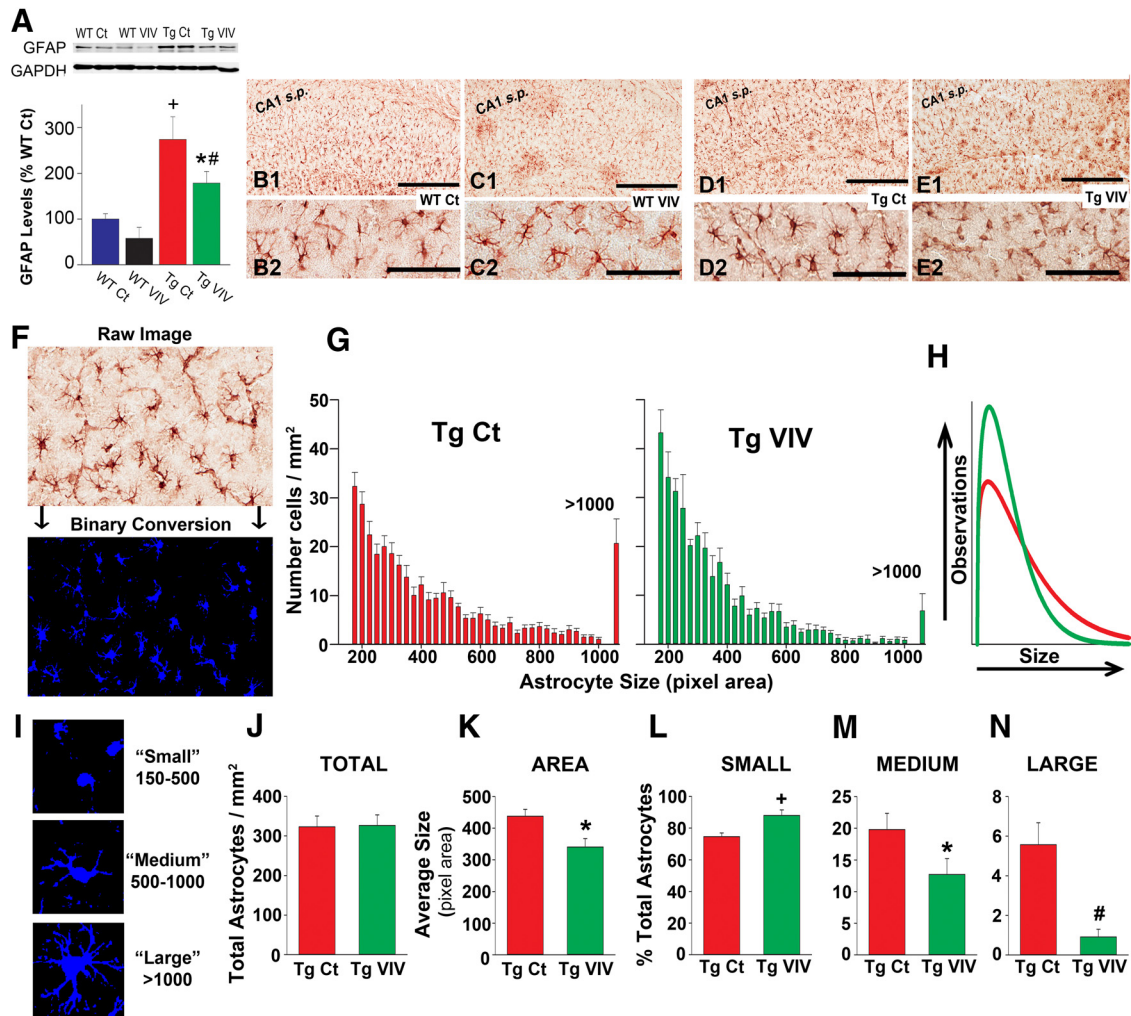 A
WT Ct WT VIV Tg Ct Tg VIV
GFAP
GAPDH
GFAP Levels (% WT Ct)
300
200
100
0
+
*#
WT Ct
WT VIV
Tg Ct
Tg VIV
CA1 s.p.
B1
WT Ct
B2
CA1 s.p.
C1
WT VIV
C2
CA1 s.p.
D1
Tg Ct
D2
CA1 s.p.
E1
Tg VIV
E2
F
Raw Image
Binary Conversion
G
Number cells / mm²
50
40
30
20
10
0
Tg Ct
>1000
200 400 600 800 1000
Tg VIV
>1000
200 400 600 800 1000
Astrocyte Size (pixel area)
H
Observations
Size
I
“Small”
150-500
“Medium”
500-1000
“Large”
>1000
J
TOTAL
Total Astrocytes / mm²
400
300
200
100
0
Tg Ct Tg VIV
K
AREA
Average Size
(pixel area)
500
400
300
200
100
0
*
Tg Ct Tg VIV
L
SMALL
% Total Astrocytes
100
80
60
40
20
0
+
Tg Ct Tg VIV
M
MEDIUM
25
20
15
10
5
0
*
Tg Ct Tg VIV
N
LARGE
8
6
4
2
0
#
Tg Ct Tg VIV